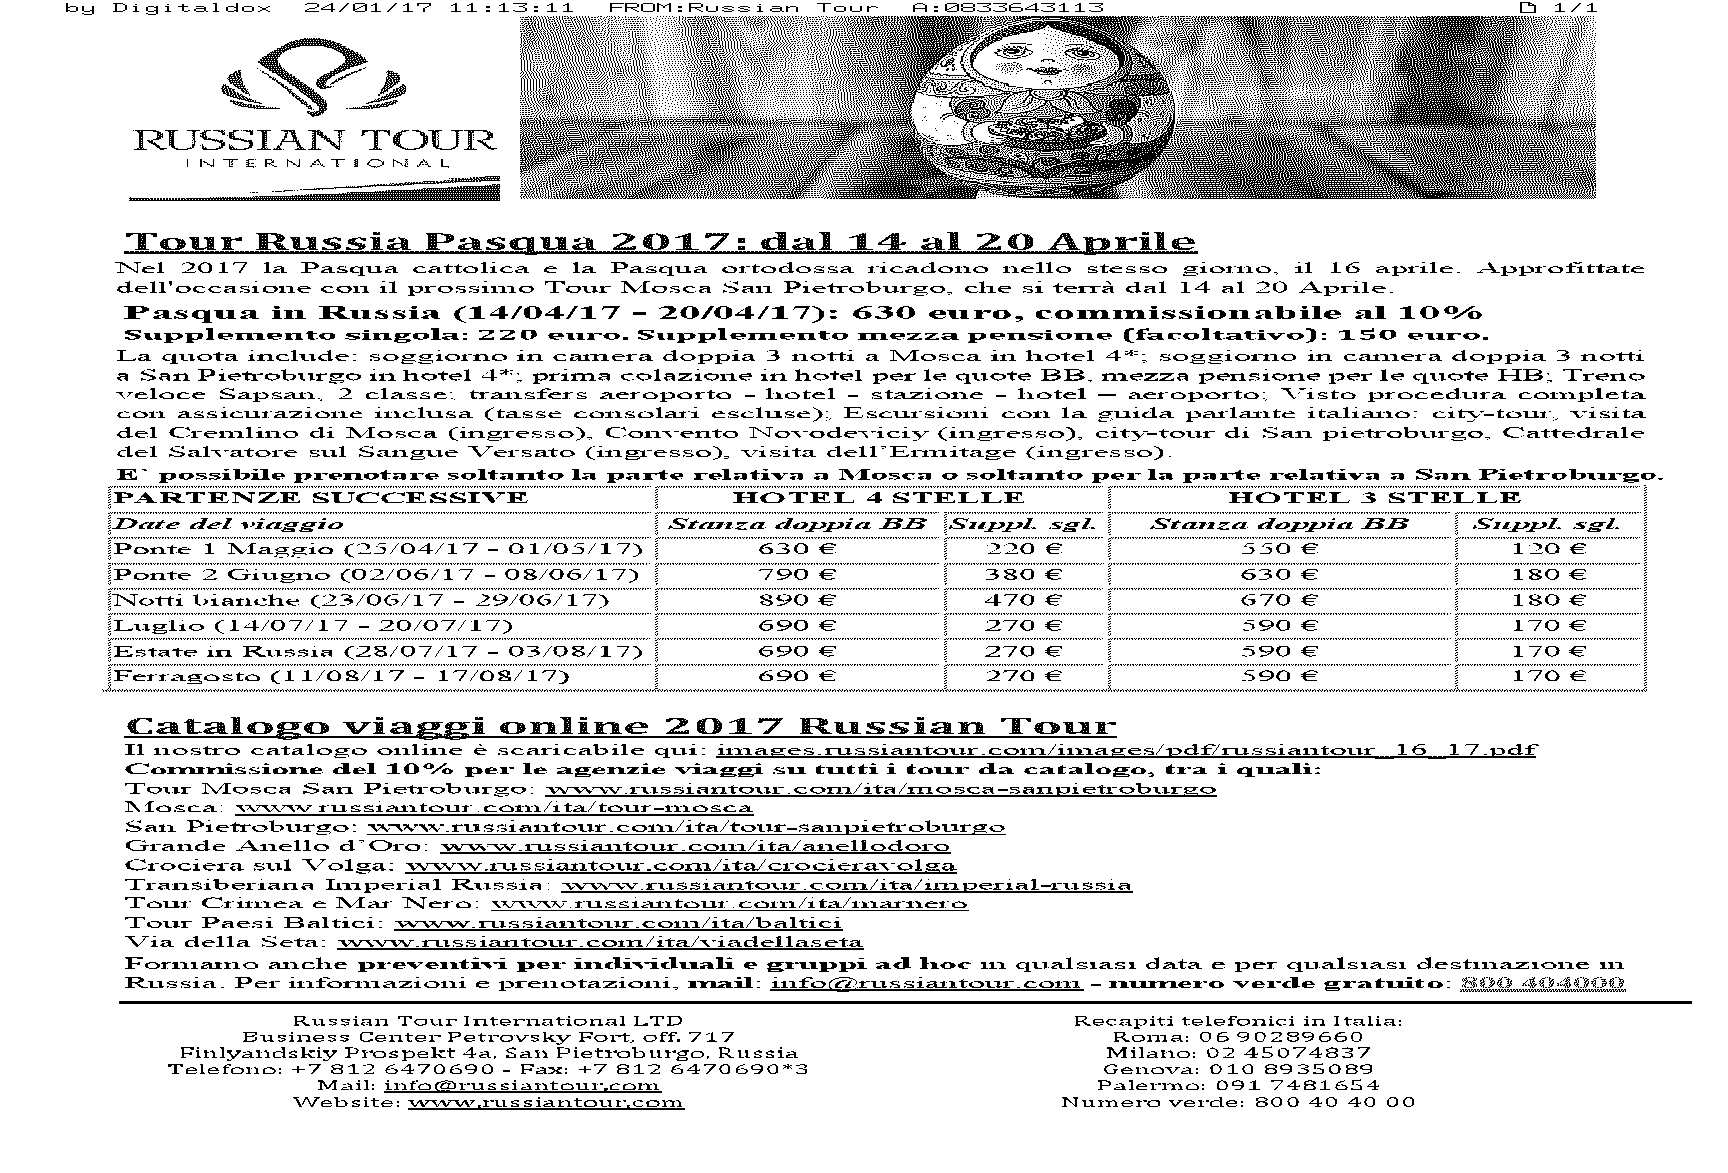 by Digitaldox 24/01/17 11:13:11 FROM:Russian Tour A:0833643113 1/1
RUSSIAN TOUR
INTERNATIONAL
Tour Russia Pasqua 2017: dal 14 al 20 Aprile
Nel 2017 la Pasqua cattolica e la Pasqua ortodossa ricadono nello stesso giorno, il 16 aprile. Approfittate
dell'occasione con il prossimo Tour Mosca San Pietroburgo, che si terrà dal 14 al 20 Aprile.
Pasqua in Russia (14/04/17 - 20/04/17): 630 euro, commissionabile al 10%
Supplemento singola: 220 euro. Supplemento mezza pensione (facoltativo): 150 euro.
La quota include: soggiorno in camera doppia 3 notti a Mosca in hotel 4*; soggiorno in camera doppia 3 notti
a San Pietroburgo in hotel 4*; prima colazione in hotel per le quote BB, mezza pensione per le quote HB; Treno
veloce Sapsan, 2 classe; transfers aeroporto - hotel - stazione - hotel – aeroporto; Visto procedura completa
con assicurazione inclusa (tasse consolari escluse); Escursioni con la guida parlante italiano: city-tour, visita
del Cremlino di Mosca (ingresso), Convento Novodeviciy (ingresso), city-tour di San pietroburgo, Cattedrale
del Salvatore sul Sangue Versato (ingresso), visita dell'Ermitage (ingresso).
E` possibile prenotare soltanto la parte relativa a Mosca o soltanto per la parte relativa a San Pietroburgo.
PARTENZE SUCCESSIVE HOTEL 4 STELLE HOTEL 3 STELLE
Date del viaggio Stanza doppia BB Suppl. sgl. Stanza doppia BB Suppl. sgl.
Ponte 1 Maggio (25/04/17 - 01/05/17) 630 € 220 € 550 € 120 €
Ponte 2 Giugno (02/06/17 - 08/06/17) 790 € 380 € 630 € 180 €
Notti bianche (23/06/17 - 29/06/17) 890 € 470 € 670 € 180 €
Luglio (14/07/17 - 20/07/17) 690 € 270 € 590 € 170 €
Estate in Russia (28/07/17 - 03/08/17) 690 € 270 € 590 € 170 €
Ferragosto (11/08/17 - 17/08/17) 690 € 270 € 590 € 170 €
Catalogo viaggi online 2017 Russian Tour
Il nostro catalogo online è scaricabile qui: images.russiantour.com/images/pdf/russiantour_16_17.pdf
Commissione del 10% per le agenzie viaggi su tutti i tour da catalogo, tra i quali:
Tour Mosca San Pietroburgo: www.russiantour.com/ita/mosca-sanpietroburgo
Mosca: www.russiantour.com/ita/tour-mosca
San Pietroburgo: www.russiantour.com/ita/tour-sanpietroburgo
Grande Anello d'Oro: www.russiantour.com/ita/anellodoro
Crociera sul Volga: www.russiantour.com/ita/crocieravolga
Transiberiana Imperial Russia: www.russiantour.com/ita/imperial-russia
Tour Crimea e Mar Nero: www.russiantour.com/ita/marnero
Tour Paesi Baltici: www.russiantour.com/ita/baltici
Via della Seta: www.russiantour.com/ita/viadellaseta
Forniamo anche preventivi per individuali e gruppi ad hoc in qualsiasi data e per qualsiasi destinazione in
Russia. Per informazioni e prenotazioni, mail: info@russiantour.com - numero verde gratuito: 800 404000
Russian Tour International LTD
Business Center Petrovsky Fort, off. 717
Finlyandskiy Prospekt 4a, San Pietroburgo, Russia
Telefono: +7 812 6470690 - Fax: +7 812 6470690*3
Mail: info@russiantour.com
Website: www.russiantour.com
Recapiti telefonici in Italia:
Roma: 06 90289660
Milano: 02 45074837
Genova: 010 8935089
Palermo: 091 7481654
Numero verde: 800 40 40 00